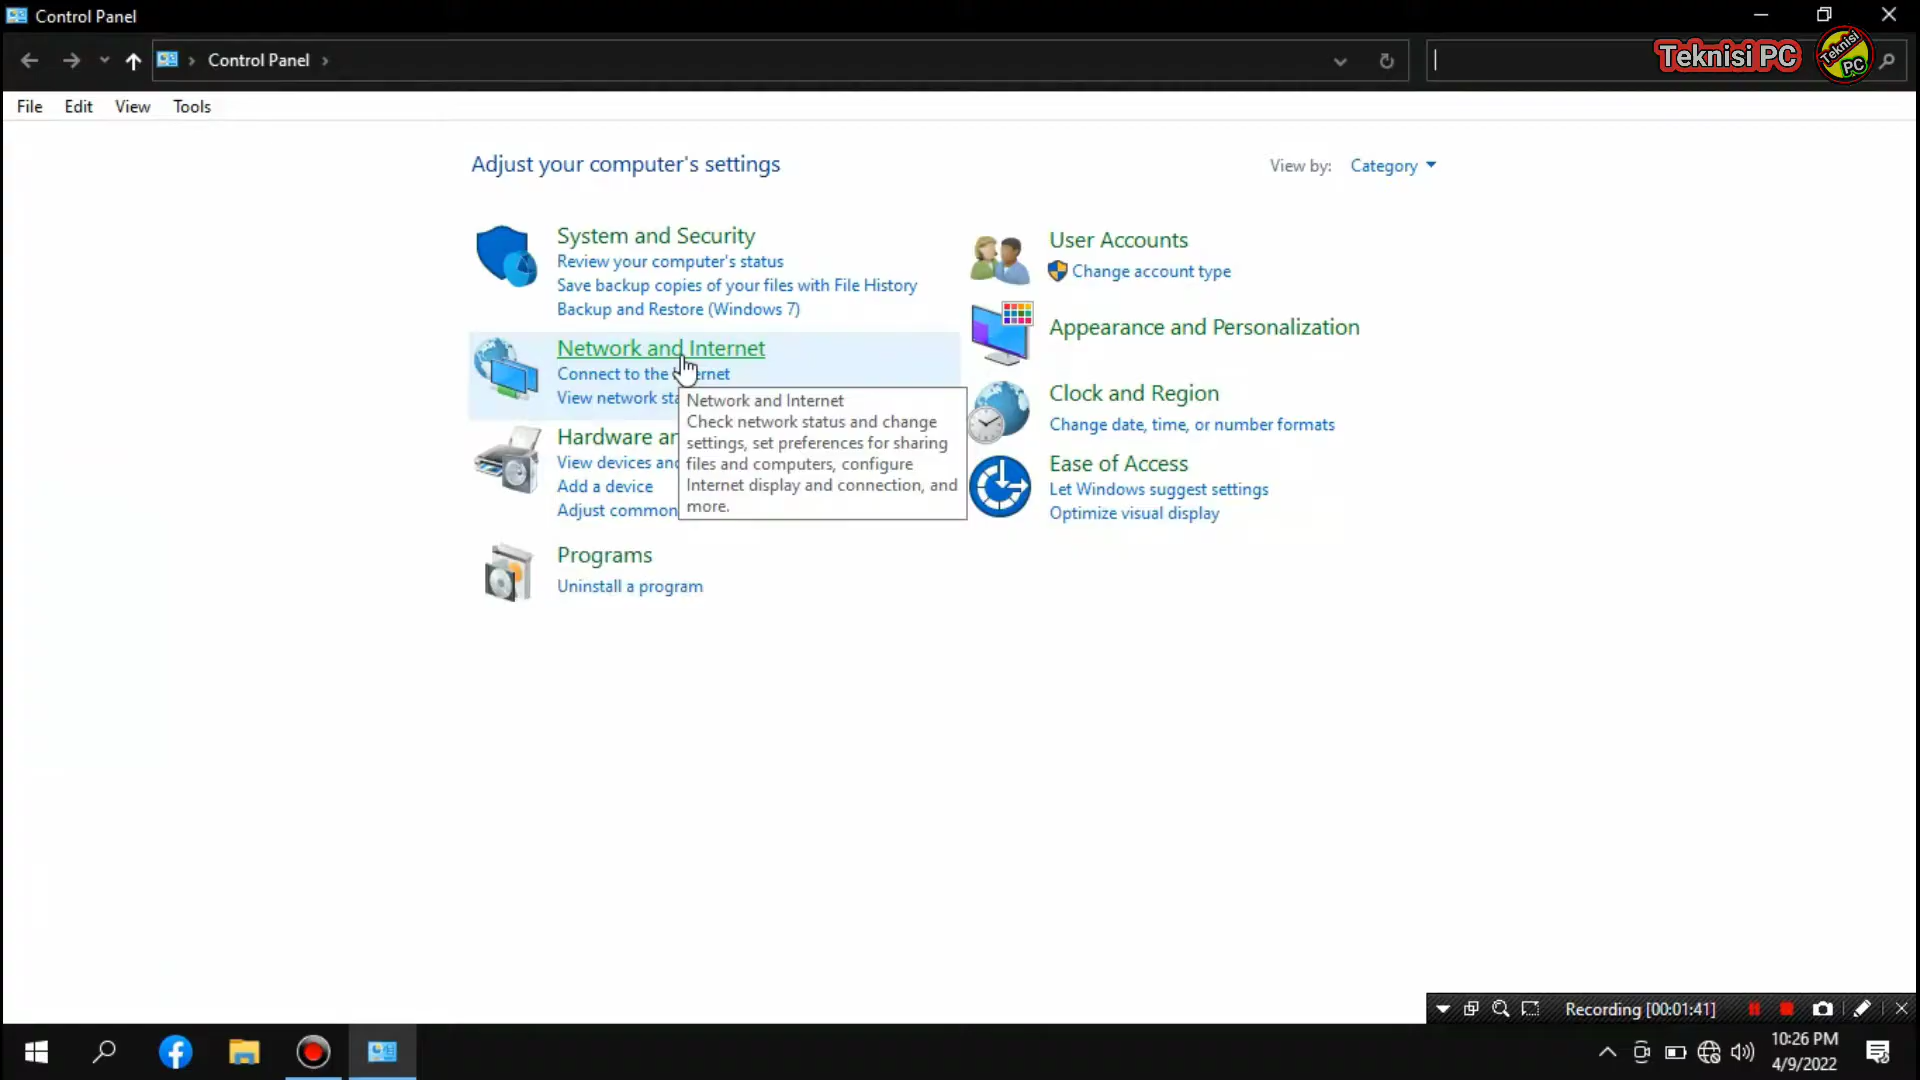 Control Panel
Control Panel
Teknisi PC
Teknisi PC
File Edit View Tools
Adjust your computer's settings
View by: Category
System and Security
Review your computer's status
Save backup copies of your files with File History
Backup and Restore (Windows 7)
Network and Internet
Connect to the
View network
Network and Internet
Check network status and change
settings, set preferences for sharing
files and computers, configure
Internet display and connection, and
more.
Hardware
View devices
Add a device
Adjust common
Programs
Uninstall a program
User Accounts
Change account type
Appearance and Personalization
Clock and Region
Change date, time, or number formats
Ease of Access
Let Windows suggest settings
Optimize visual display
Recording [00:01:41]
10:26 PM
4/9/2022